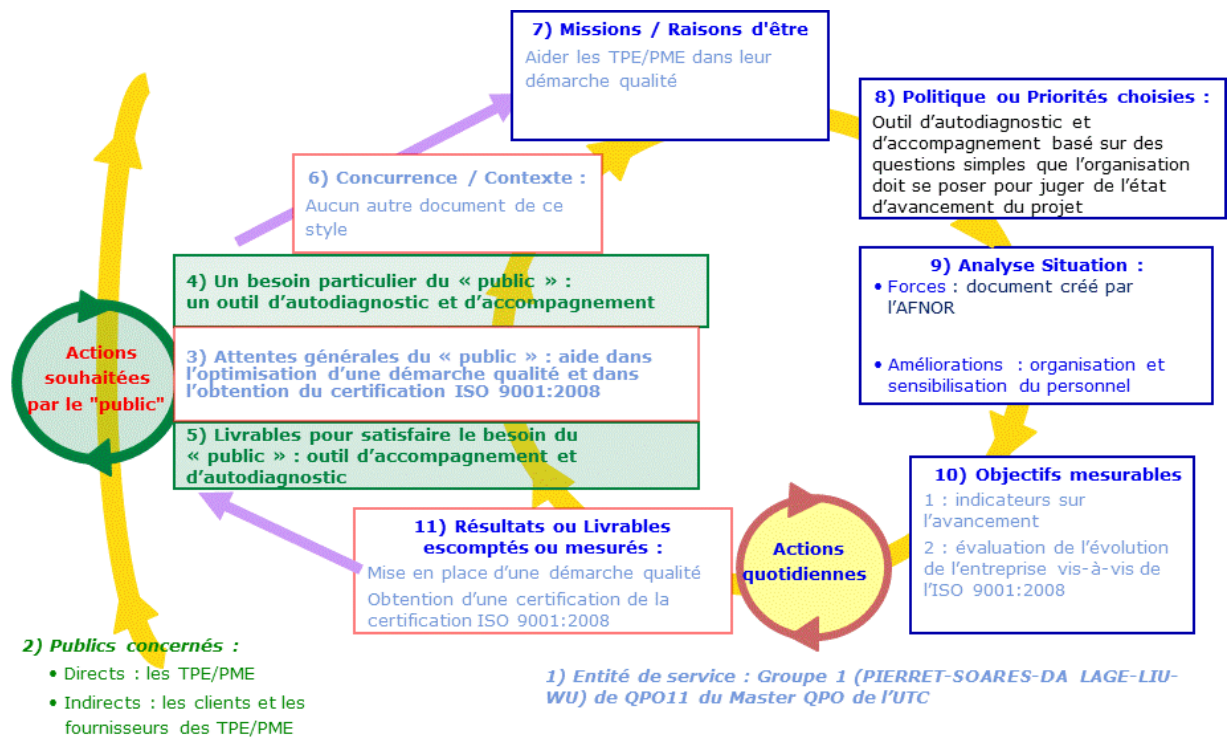 7) Missions / Raisons d'être
Aider les TPE/PME dans leur
démarche qualité
8) Politique ou Priorités choisies :
Outil d’autodiagnostic et
d’accompagnement basé sur des
questions simples que l’organisation
doit se poser pour juger de l’état
d’avancement du projet
6) Concurrence / Contexte :
Aucun autre document de ce
style
4) Un besoin particulier du « public » :
un outil d’autodiagnostic et d’accompagnement
9) Analyse Situation :
• Forces : document créé par
l’AFNOR
• Améliorations : organisation et
sensibilisation du personnel
Actions
souhaitées
par le "public"
3) Attentes générales du « public » : aide dans
l’optimisation d’une démarche qualité et dans
l’obtention du certification ISO 9001:2008
5) Livrables pour satisfaire le besoin du
« public » : outil d’accompagnement et
d’autodiagnostic
10) Objectifs mesurables
1 : indicateurs sur
l’avancement
2 : évaluation de l’évolution
de l’entreprise vis-à-vis de
l’ISO 9001:2008
11) Résultats ou Livrables
escomptés ou mesurés :
Mise en place d’une démarche qualité
Obtention d’une certification de la
certification ISO 9001:2008
Actions
quotidiennes
2) Publics concernés :
• Directs : les TPE/PME
• Indirects : les clients et les
fournisseurs des TPE/PME
1) Entité de service : Groupe 1 (PIERRET-SOARES-DA LAGE-LIU-
WU) de QPO11 du Master QPO de l’UTC